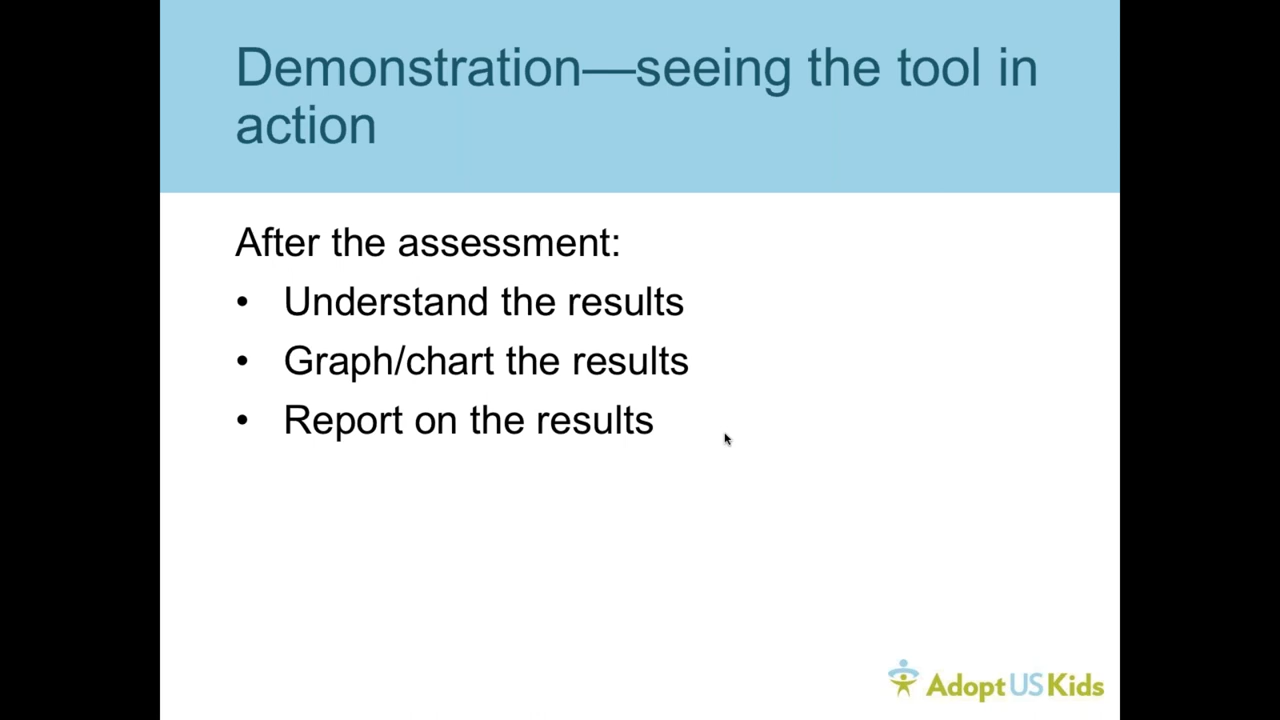 Demonstration—seeing the tool in
action
After the assessment:
• Understand the results
• Graph/chart the results
• Report on the results
AdoptUSKids